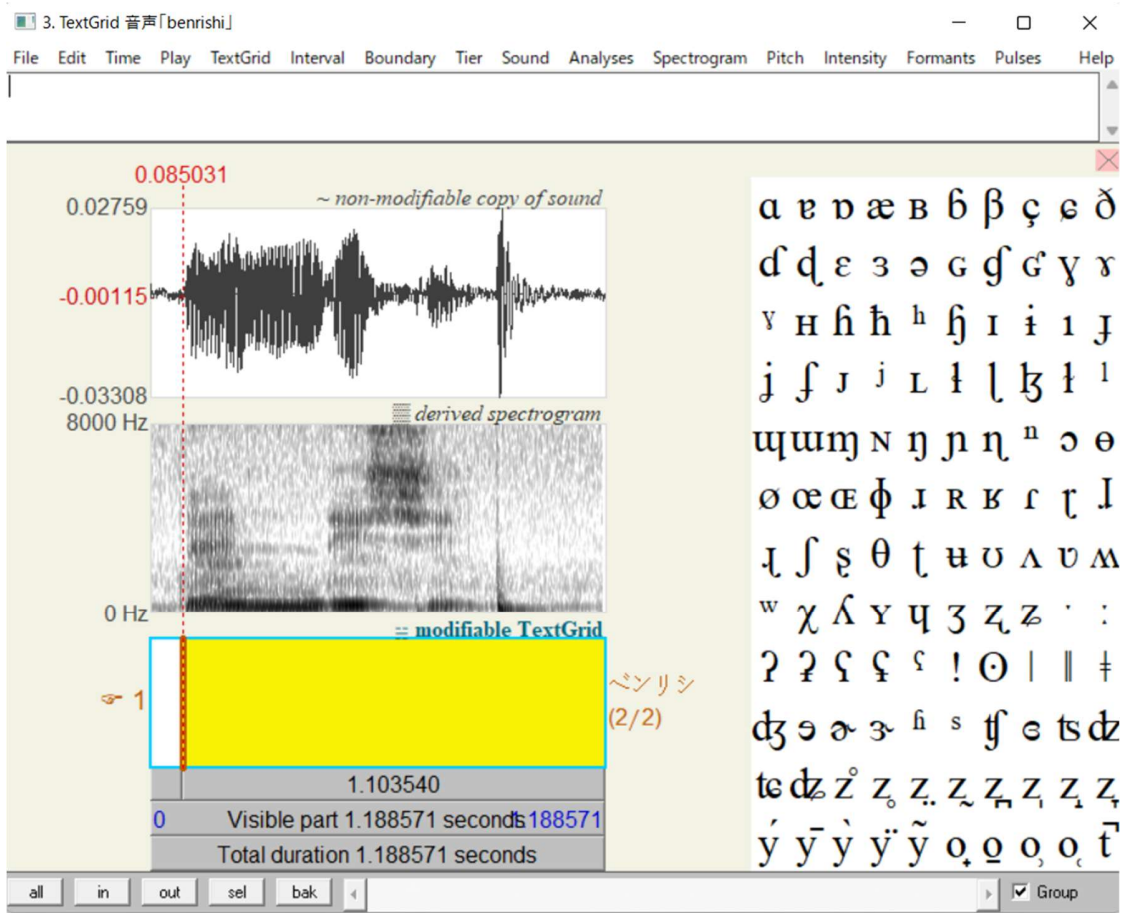 3. TextGrid 音声「benrishi」
File Edit Time Play TextGrid Interval Boundary Tier Sound Analyses Spectrogram Pitch Intensity Formants Pulses Help
0.085031
0.02759
~ non-modifiable copy of sound
-0.00115
-0.03308
8000 Hz
derived spectrogram
0 Hz
modifiable TextGrid
☞ 1
ベンリシ
(2/2)
1.103540
0 Visible part 1.188571 seconds 1.188571
Total duration 1.188571 seconds
ɑ ɐ ɒ æ ʙ ɓ β ç ɕ ð
ɗ ɖ ɛ ɜ ə ɢ ʠ ʛ ɣ ɤ
ˠ ʜ ɦ ħ ʰ ɧ ɪ ɨ ɪ ɟ
ʝ ʄ ᴊ ʲ ʟ ɫ ɭ ɮ ɬ ˡ
ɰ ɯ ɱ ɴ ŋ ɲ ɳ ⁿ ɔ ɵ
ø œ ɶ ɸ ɹ ʀ ʁ ɾ ɽ ɺ
ɻ ʃ ʂ θ ʈ ʉ ʊ ʌ ʋ ʍ
ʷ χ ʎ ʏ ɥ ʒ ʐ ʑ ˑ ː
ʔ ʡ ʕ ʢ ˤ ! ʘ ǀ ǁ ǂ
ʤ ɘ ɚ ɝ ʱ ˢ ʧ ɞ ʦ ʣ
ʨ ʥ z̊ z̥ z̤ z̰ z̪ z̩ z̝ z̞
ý ȳ ỳ ÿ ỹ o̟ o̠ o̹ o̜ t̚
all in out sel bak Group